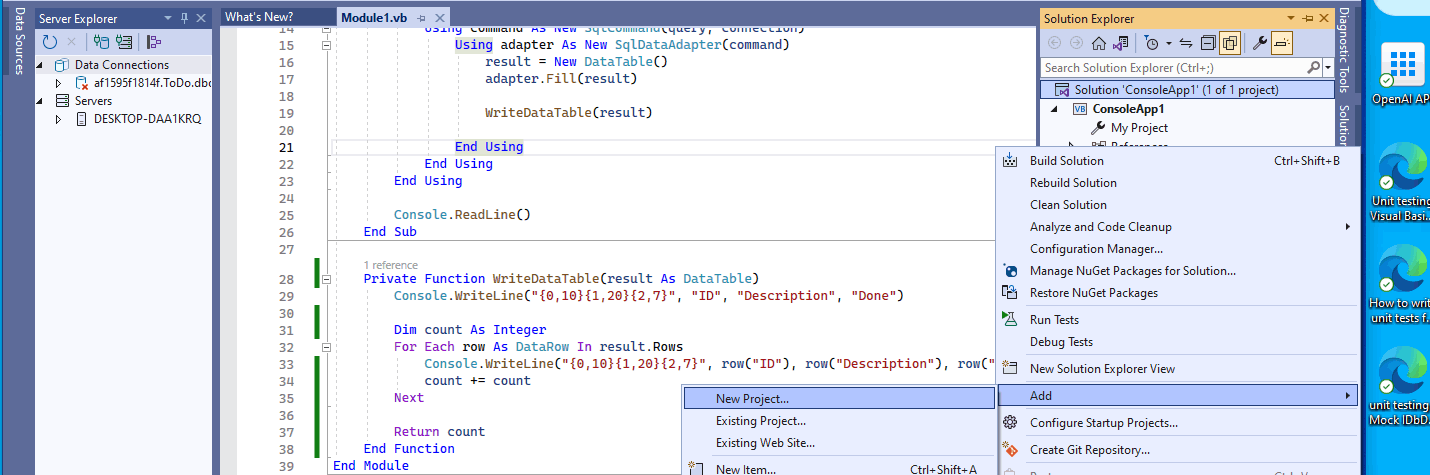 Data Sources
Server Explorer
Data Connections
af1595f1814f.ToDo.dbo
Servers
DESKTOP-DAA1KRQ
What's New?
Module1.vb
14 Using command As New SqlCommand(query, connection)
15 Using adapter As New SqlDataAdapter(command)
16 result = New DataTable()
17 adapter.Fill(result)
18
19 WriteDataTable(result)
20
21 End Using
22 End Using
23 End Using
24
25 Console.ReadLine()
26 End Sub
27
1 reference
28 Private Function WriteDataTable(result As DataTable)
29 Console.WriteLine("{0,10}{1,20}{2,7}", "ID", "Description", "Done")
30
31 Dim count As Integer
32 For Each row As DataRow In result.Rows
33 Console.WriteLine("{0,10}{1,20}{2,7}", row("ID"), row("Description"), row("
34 count += count
35 Next
36
37 Return count
38 End Function
39 End Module
Solution Explorer
Search Solution Explorer (Ctrl+;)
Solution 'ConsoleApp1' (1 of 1 project)
VB ConsoleApp1
My Project
References
Build Solution Ctrl+Shift+B
Rebuild Solution
Clean Solution
Analyze and Code Cleanup
Configuration Manager...
Manage NuGet Packages for Solution...
Restore NuGet Packages
Run Tests
Debug Tests
New Solution Explorer View
Add
Configure Startup Projects...
Create Git Repository...
New Project...
Existing Project...
Existing Web Site...
New Item... Ctrl+Shift+A
Diagnostic Tools
Solution
OpenAI AP
Unit testing
Visual Basi...
How to writ
unit tests f...
unit testing
Mock IDbD...